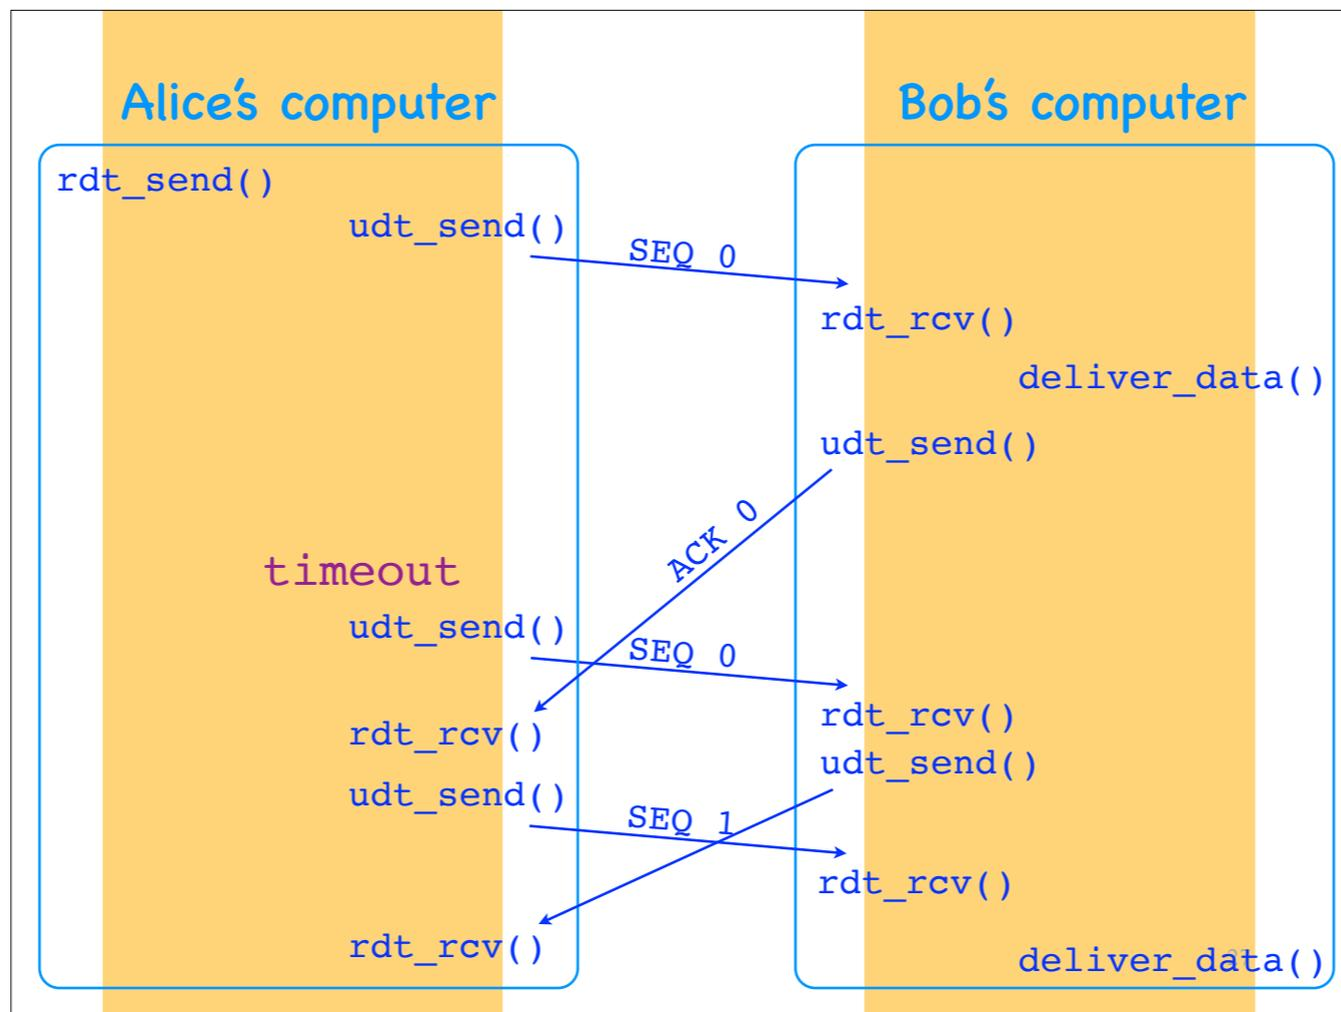 Alice's computer
Bob's computer
rdt_send()
udt_send()
SEQ 0
rdt_rcv()
deliver_data()
udt_send()
ACK 0
timeout
udt_send()
SEQ 0
rdt_rcv()
rdt_rcv()
udt_send()
udt_send()
SEQ 1
rdt_rcv()
rdt_rcv()
deliver_data()